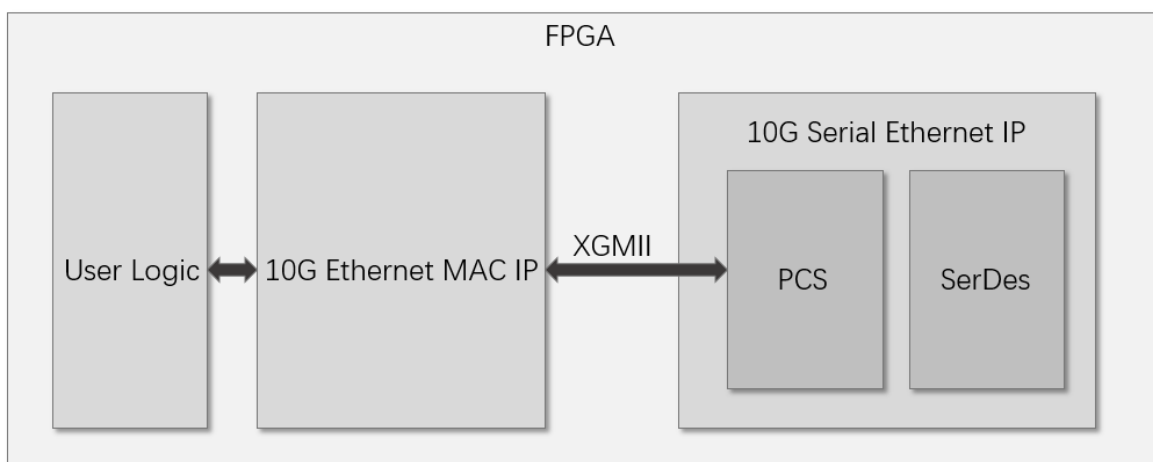 FPGA
10G Serial Ethernet IP
XGMII
User Logic
10G Ethernet MAC IP
PCS
SerDes